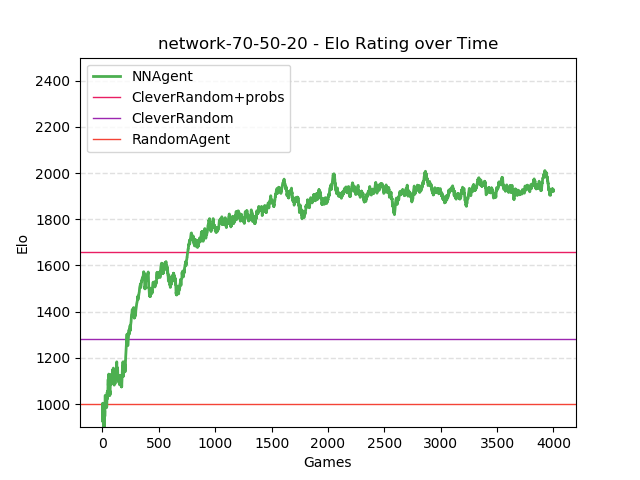 network-70-50-20 - Elo Rating over Time
NNAgent
CleverRandom+probs
CleverRandom
RandomAgent
2400
2200
2000
1800
1600
1400
1200
1000
Elo
0 500 1000 1500 2000 2500 3000 3500 4000
Games